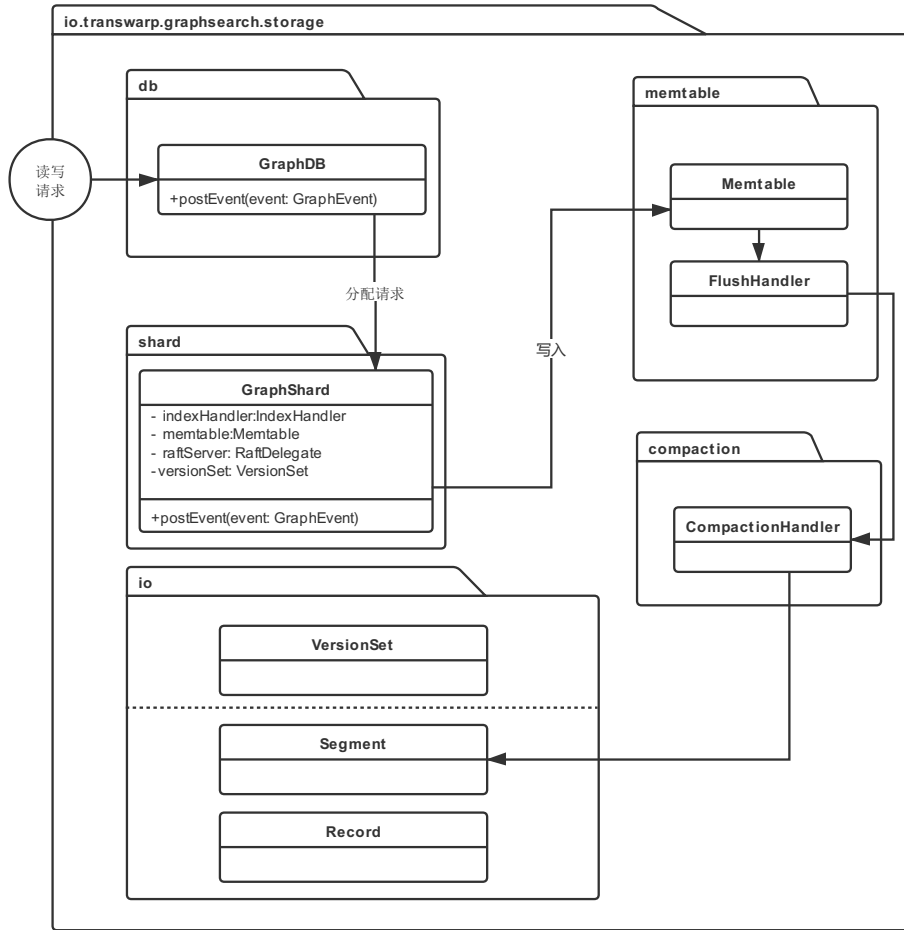 io.transwarp.graphsearch.storage
db
读写
请求
GraphDB
+postEvent(event: GraphEvent)
分配请求
shard
GraphShard
- indexHandler:IndexHandler
- memtable:Memtable
- raftServer: RaftDelegate
-versionSet: VersionSet
+postEvent(event: GraphEvent)
写入
memtable
Memtable
FlushHandler
compaction
CompactionHandler
io
VersionSet
Segment
Record